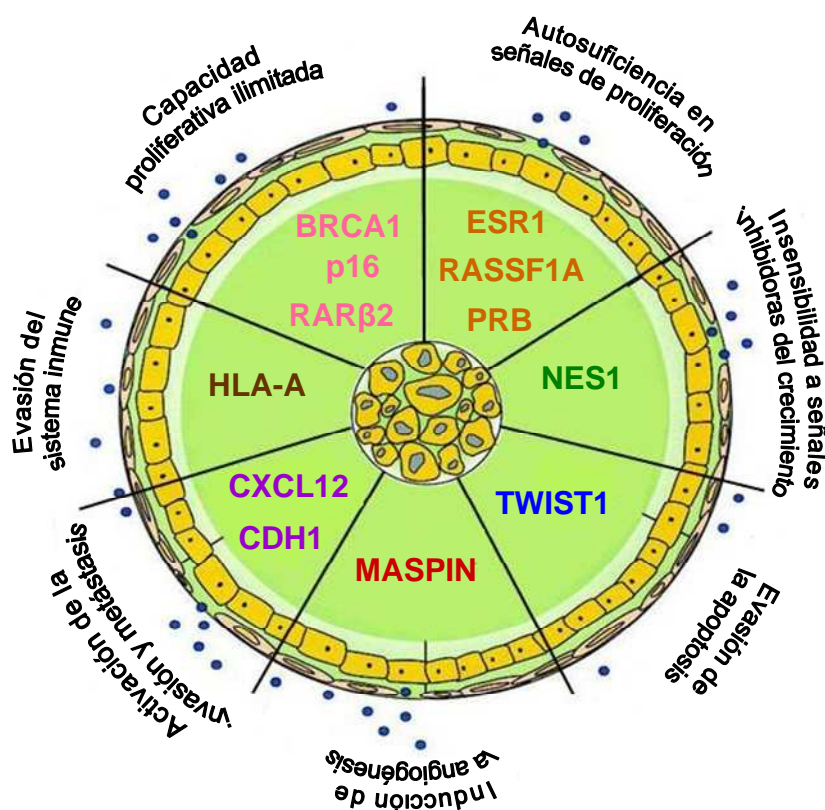 Capacidad
proliferativa ilimitada
Autosuficiencia en
señales de proliferación
Insensibilidad a señales
inhibidoras del crecimiento
Evasión de
la apoptosis
Inducción de
la angiogénesis
Activación de la
invasión y metástasis
Evasión del
sistema inmune
BRCA1
p16
RARβ2
ESR1
RASSF1A
PRB
NES1
TWIST1
MASPIN
CXCL12
CDH1
HLA-A